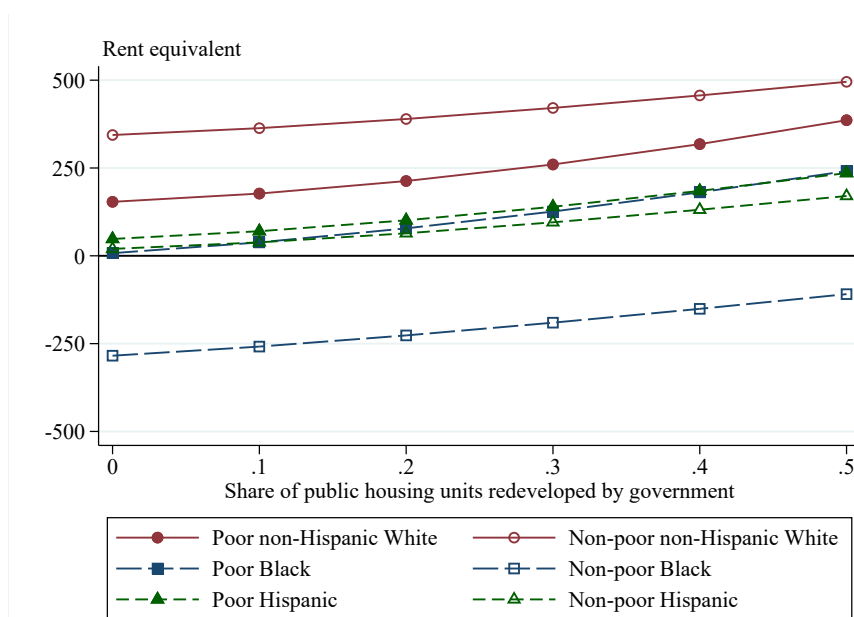 Rent equivalent
500
250
0
-250
-500
0 .1 .2 .3 .4 .5
Share of public housing units redeveloped by government
Poor non-Hispanic White Non-poor non-Hispanic White
Poor Black Non-poor Black
Poor Hispanic Non-poor Hispanic